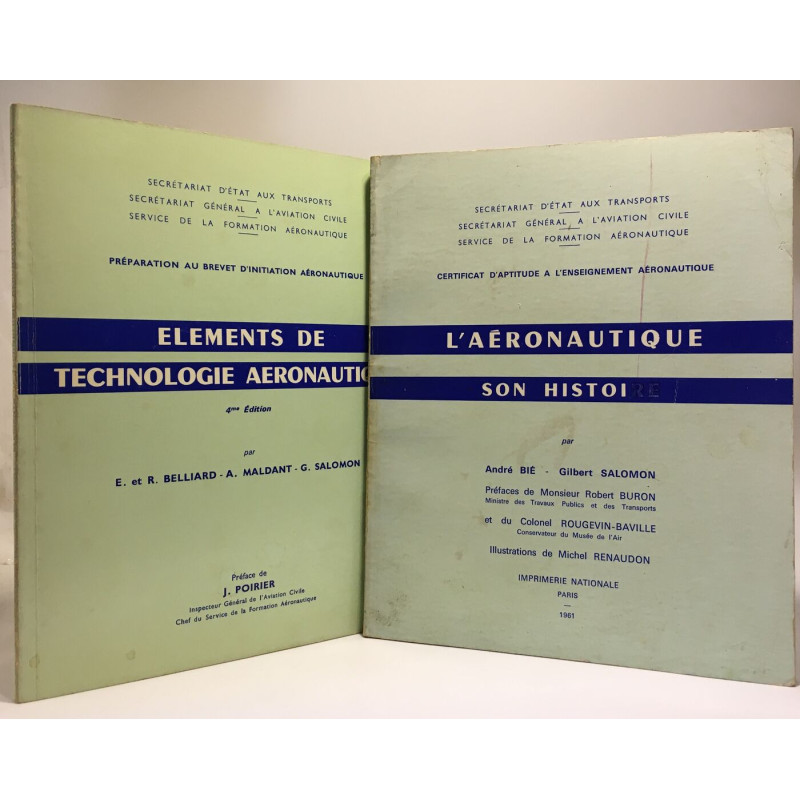 SECRÉTARIAT D'ÉTAT AUX TRANSPORTS
SECRÉTARIAT GÉNÉRAL A L'AVIATION CIVILE
SERVICE DE LA FORMATION AÉRONAUTIQUE
PRÉPARATION AU BREVET D'INITIATION AÉRONAUTIQUE
ELEMENTS DE
TECHNOLOGIE AERONAUTIQ
4me Édition
par
E. et R. BELLIARD - A. MALDANT - G. SALOMON
Préface de
J. POIRIER
Inspecteur Général de l'Aviation Civile
Chef du Service de la Formation Aéronautique
SECRÉTARIAT D'ÉTAT AUX TRANSPORTS
SECRÉTARIAT GÉNÉRAL A L'AVIATION CIVILE
SERVICE DE LA FORMATION AÉRONAUTIQUE
CERTIFICAT D'APTITUDE A L'ENSEIGNEMENT AÉRONAUTIQUE
L'AÉRONAUTIQUE
SON HISTOIRE
par
André BIÉ - Gilbert SALOMON
Préfaces de Monsieur Robert BURON
Ministre des Travaux Publics et des Transports
et du Colonel ROUGEVIN-BAVILLE
Conservateur du Musée de l'Air
Illustrations de Michel RENAUDON
IMPRIMERIE NATIONALE
PARIS
1961